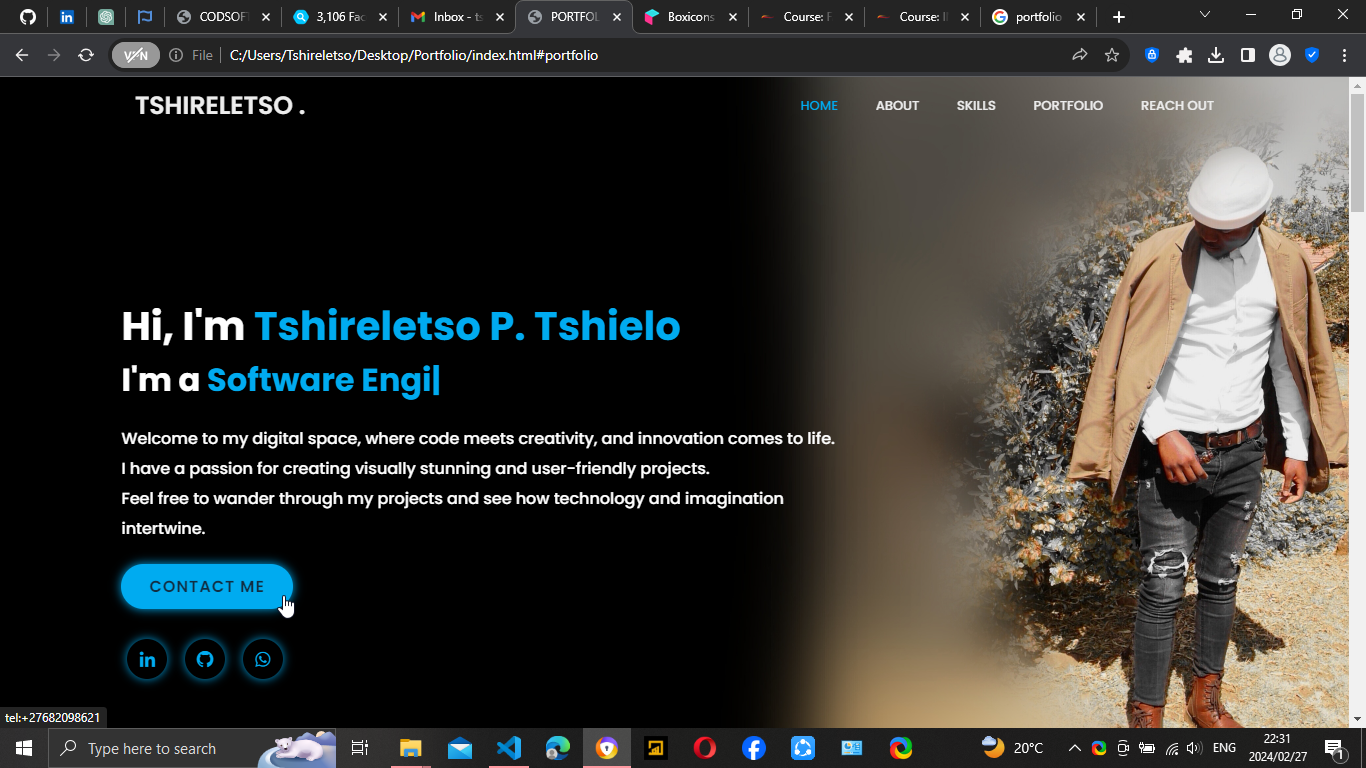 CODSOF
3,106 Fac
Inbox - ts
PORTFOL
Boxicons
Course: F
Course: I
portfolio
VPN
File
C:/Users/Tshireletso/Desktop/Portfolio/index.html#portfolio
TSHIRELETSO .
HOME
ABOUT
SKILLS
PORTFOLIO
REACH OUT
Hi, I'm Tshireletso P. Tshielo
I'm a Software Engi|
Welcome to my digital space, where code meets creativity, and innovation comes to life.
I have a passion for creating visually stunning and user-friendly projects.
Feel free to wander through my projects and see how technology and imagination
intertwine.
CONTACT ME
tel:+27682098621
Type here to search
20°C
ENG
22:31
2024/02/27
1